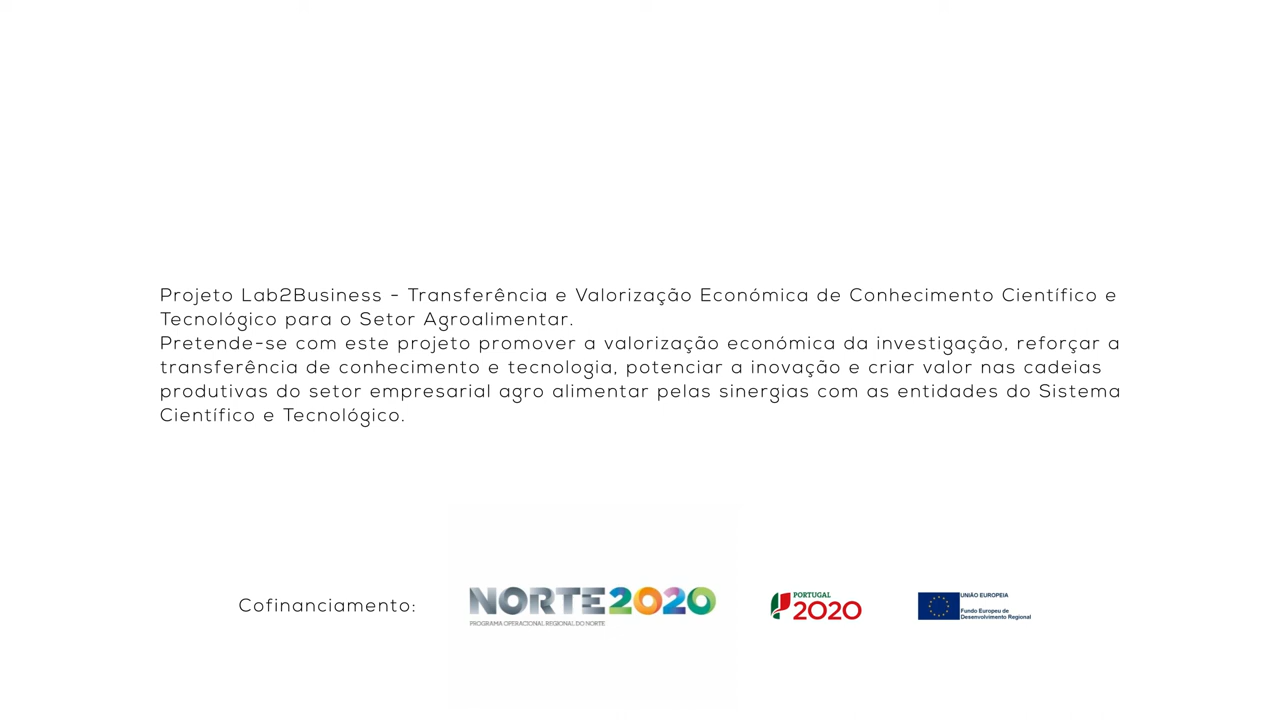 Projeto Lab2Business - Transferência e Valorização Económica de Conhecimento Científico e
Tecnológico para o Setor Agroalimentar.
Pretende-se com este projeto promover a valorização económica da investigação, reforçar a
transferência de conhecimento e tecnologia, potenciar a inovação e criar valor nas cadeias
produtivas do setor empresarial agro alimentar pelas sinergias com as entidades do Sistema
Científico e Tecnológico.
Cofinanciamento:
NORTE2020
PROGRAMA OPERACIONAL REGIONAL DO NORTE
PORTUGAL
2020
UNIÃO EUROPEIA
Fundo Europeu de
Desenvolvimento Regional